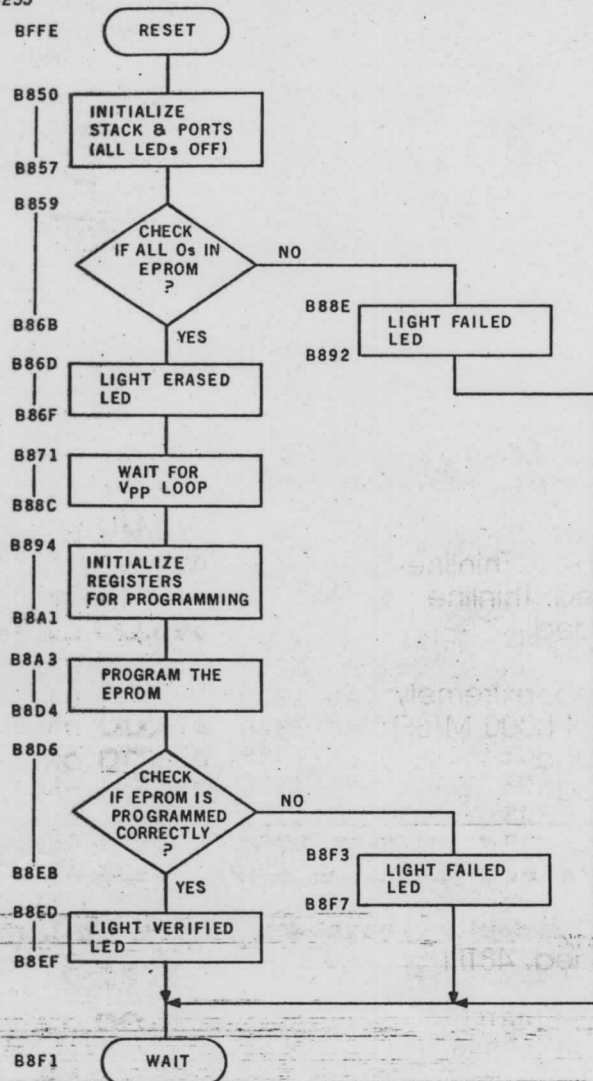 BFFE
RESET
B850
INITIALIZE
STACK & PORTS
(ALL LEDs OFF)
B857
B859
CHECK
IF ALL 0s IN
EPROM
?
NO
B86B
YES
B88E
LIGHT FAILED
LED
B892
B86D
LIGHT ERASED
LED
B86F
B871
WAIT FOR
VPP LOOP
B88C
B894
INITIALIZE
REGISTERS
FOR PROGRAMMING
B8A1
B8A3
PROGRAM THE
EPROM
B8D4
B8D6
CHECK
IF EPROM IS
PROGRAMMED
CORRECTLY
?
NO
B8EB
YES
B8F3
LIGHT FAILED
LED
B8F7
B8ED
LIGHT VERIFIED
LED
B8EF
B8F1
WAIT